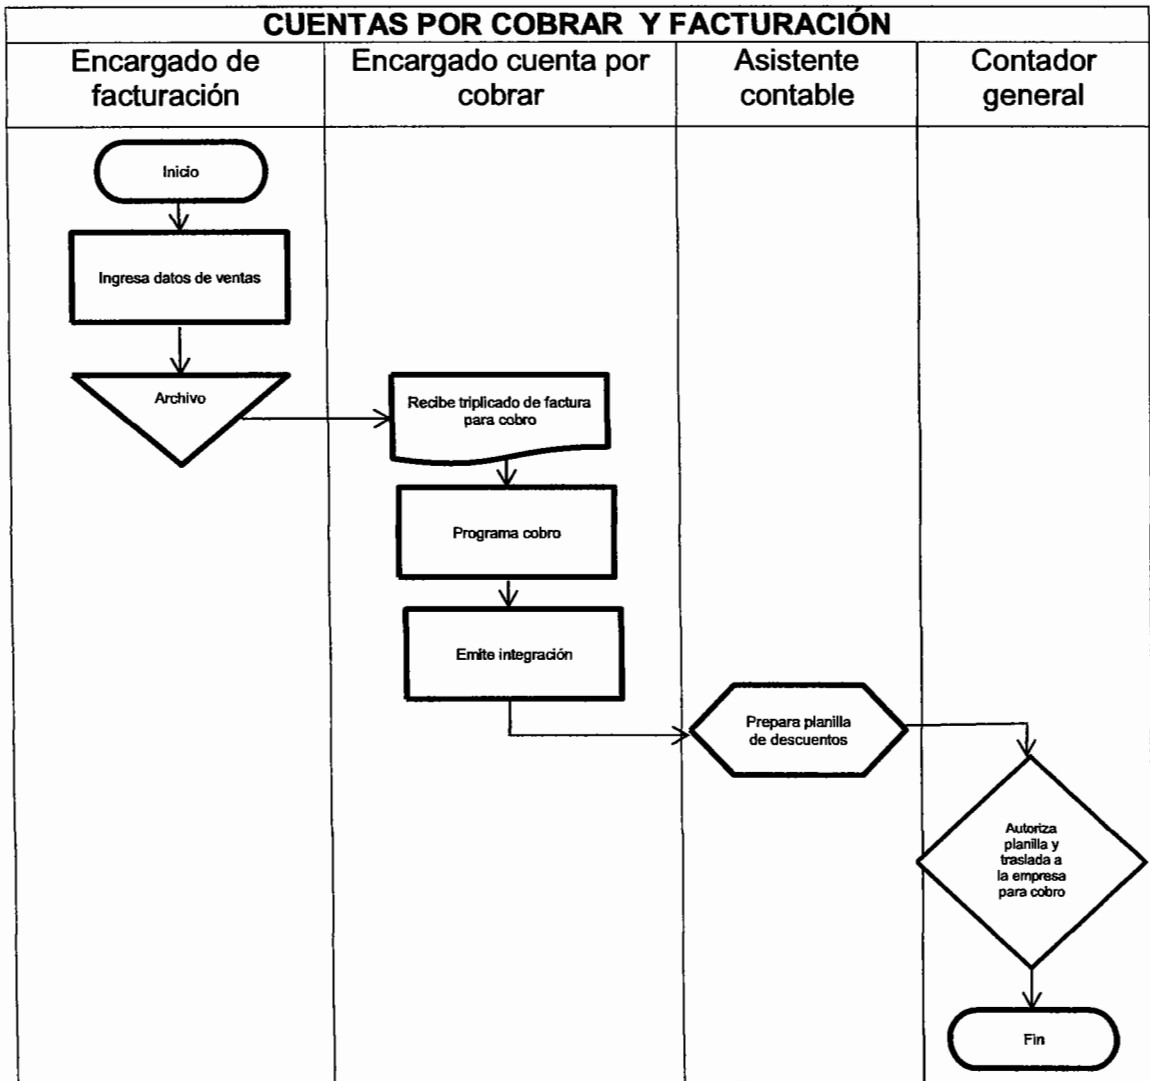 CUENTAS POR COBRAR Y FACTURACIÓN
Encargado de
facturación
Encargado cuenta por
cobrar
Asistente
contable
Contador
general
Inicio
Ingresa datos de ventas
Archivo
Recibe triplicado de factura
para cobro
Programa cobro
Emite integración
Prepara planilla
de descuentos
Autoriza
planilla y
traslada a
la empresa
para cobro
Fin